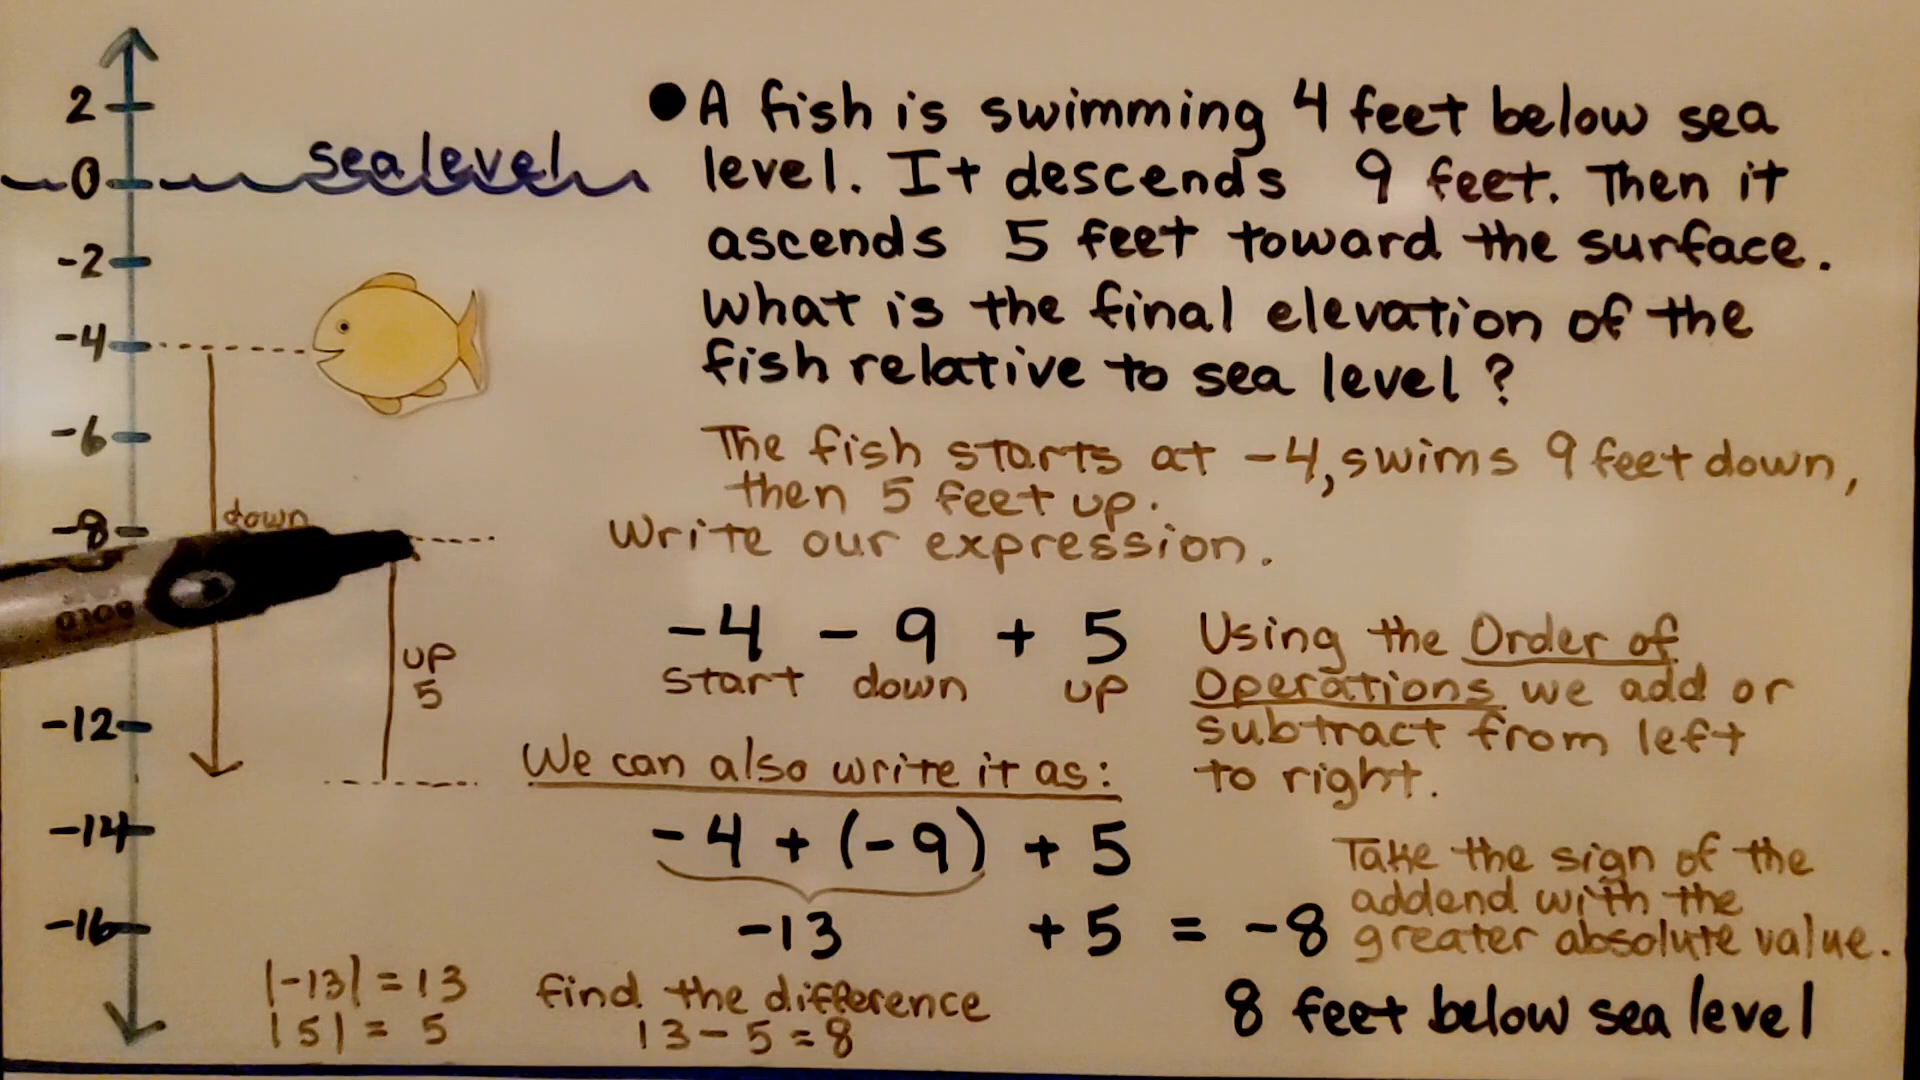 2
sea level
0
-2
-4
-6
-8
down
up
5
-12
-14
-16
|-13| = 13
|5| = 5
● A fish is swimming 4 feet below sea
level. It descends 9 feet. Then it
ascends 5 feet toward the surface.
What is the final elevation of the
fish relative to sea level?
The fish starts at -4, swims 9 feet down,
then 5 feet up.
Write our expression.
-4 - 9 + 5
start down up
Using the Order of
Operations we add or
subtract from left
to right.
We can also write it as:
-4 + (-9) + 5
-13 + 5 = -8
Take the sign of the
addend with the
greater absolute value.
find the difference
13 - 5 = 8
8 feet below sea level